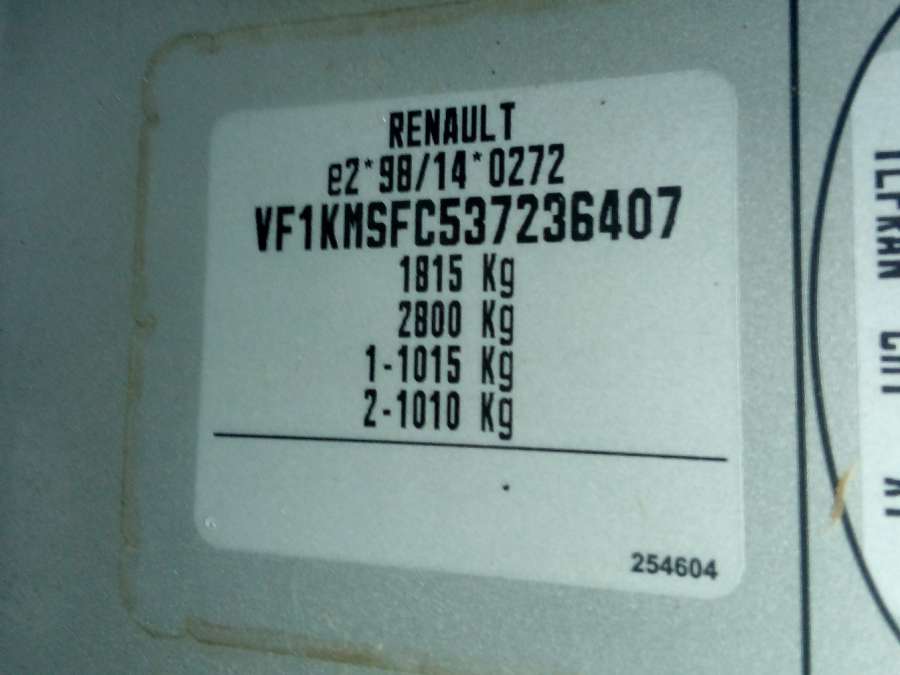 RENAULT
e2*98/14*0272
VF1KMSFC537236407
1815 Kg
2800 Kg
1-1015 Kg
2-1010 Kg
254604